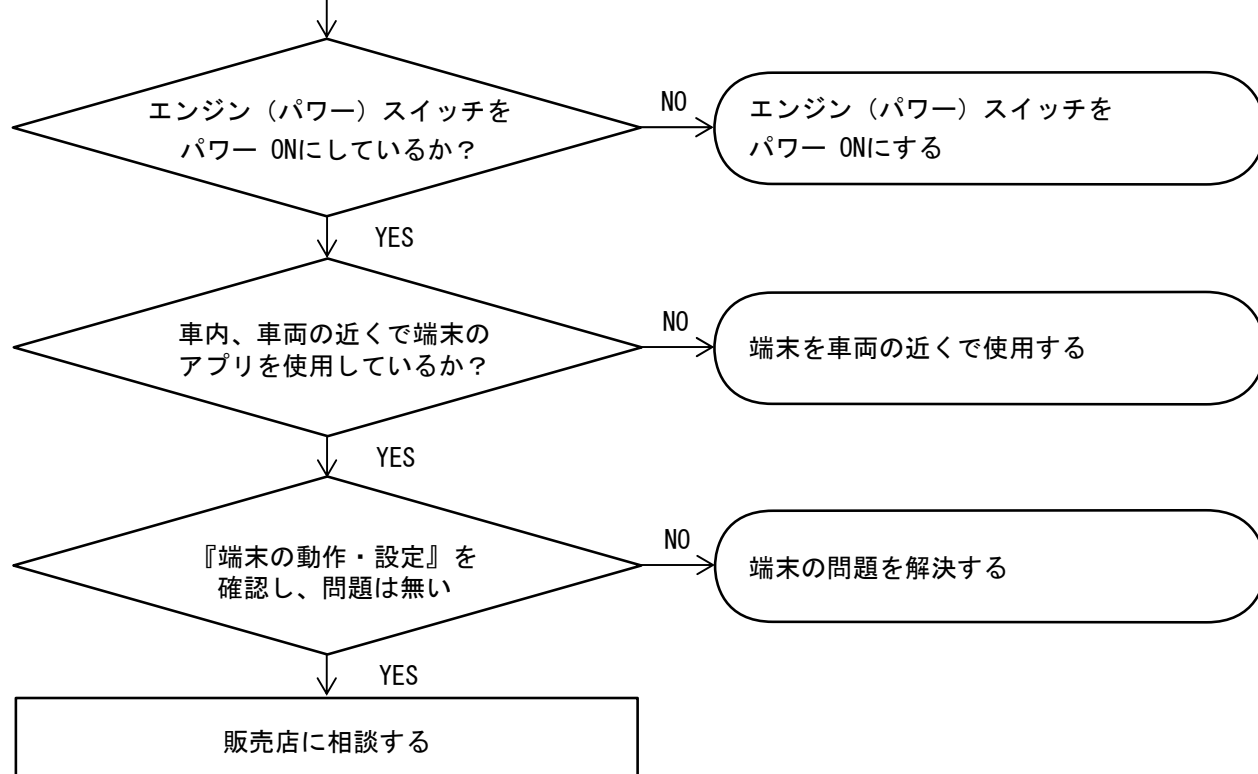 エンジン（パワー）スイッチを
パワー ONにしているか？
NO
エンジン（パワー）スイッチを
パワー ONにする
YES
車内、車両の近くで端末の
アプリを使用しているか？
NO
端末を車両の近くで使用する
YES
『端末の動作・設定』を
確認し、問題は無い
NO
端末の問題を解決する
YES
販売店に相談する